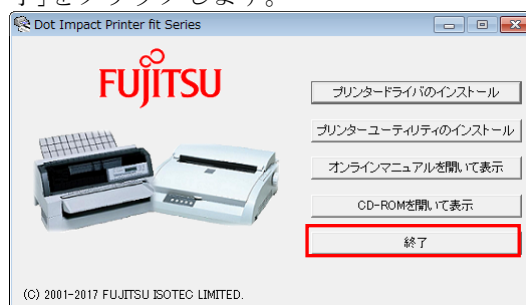 了」をクリックします。
Dot Impact Printer fit Series
FUJITSU
プリンタードライバのインストール
プリンターユーティリティのインストール
オンラインマニュアルを開いて表示
CD-ROMを開いて表示
終了
(C) 2001-2017 FUJITSU ISOTEC LIMITED.